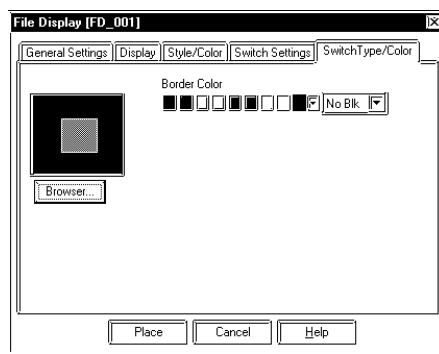 File Display [FD_001]
General Settings Display Style/Color Switch Settings SwitchType/Color
Border Color
No Blk
Browser...
Place Cancel Help